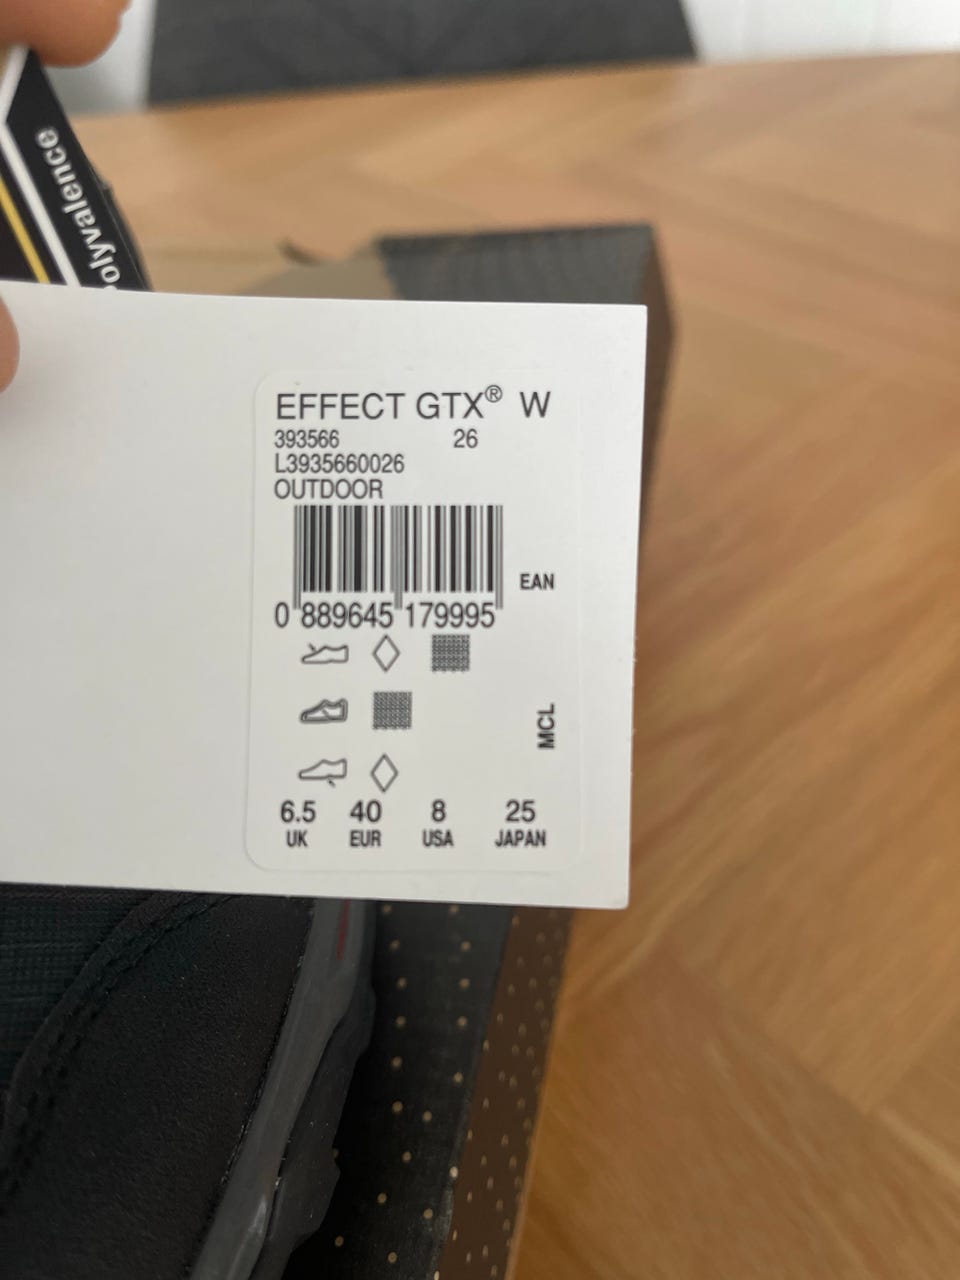 olyvalence
EFFECT GTX® W
393566 26
L3935660026
OUTDOOR
EAN
0 889645 179995
MCL
6.5 40 8 25
UK EUR USA JAPAN